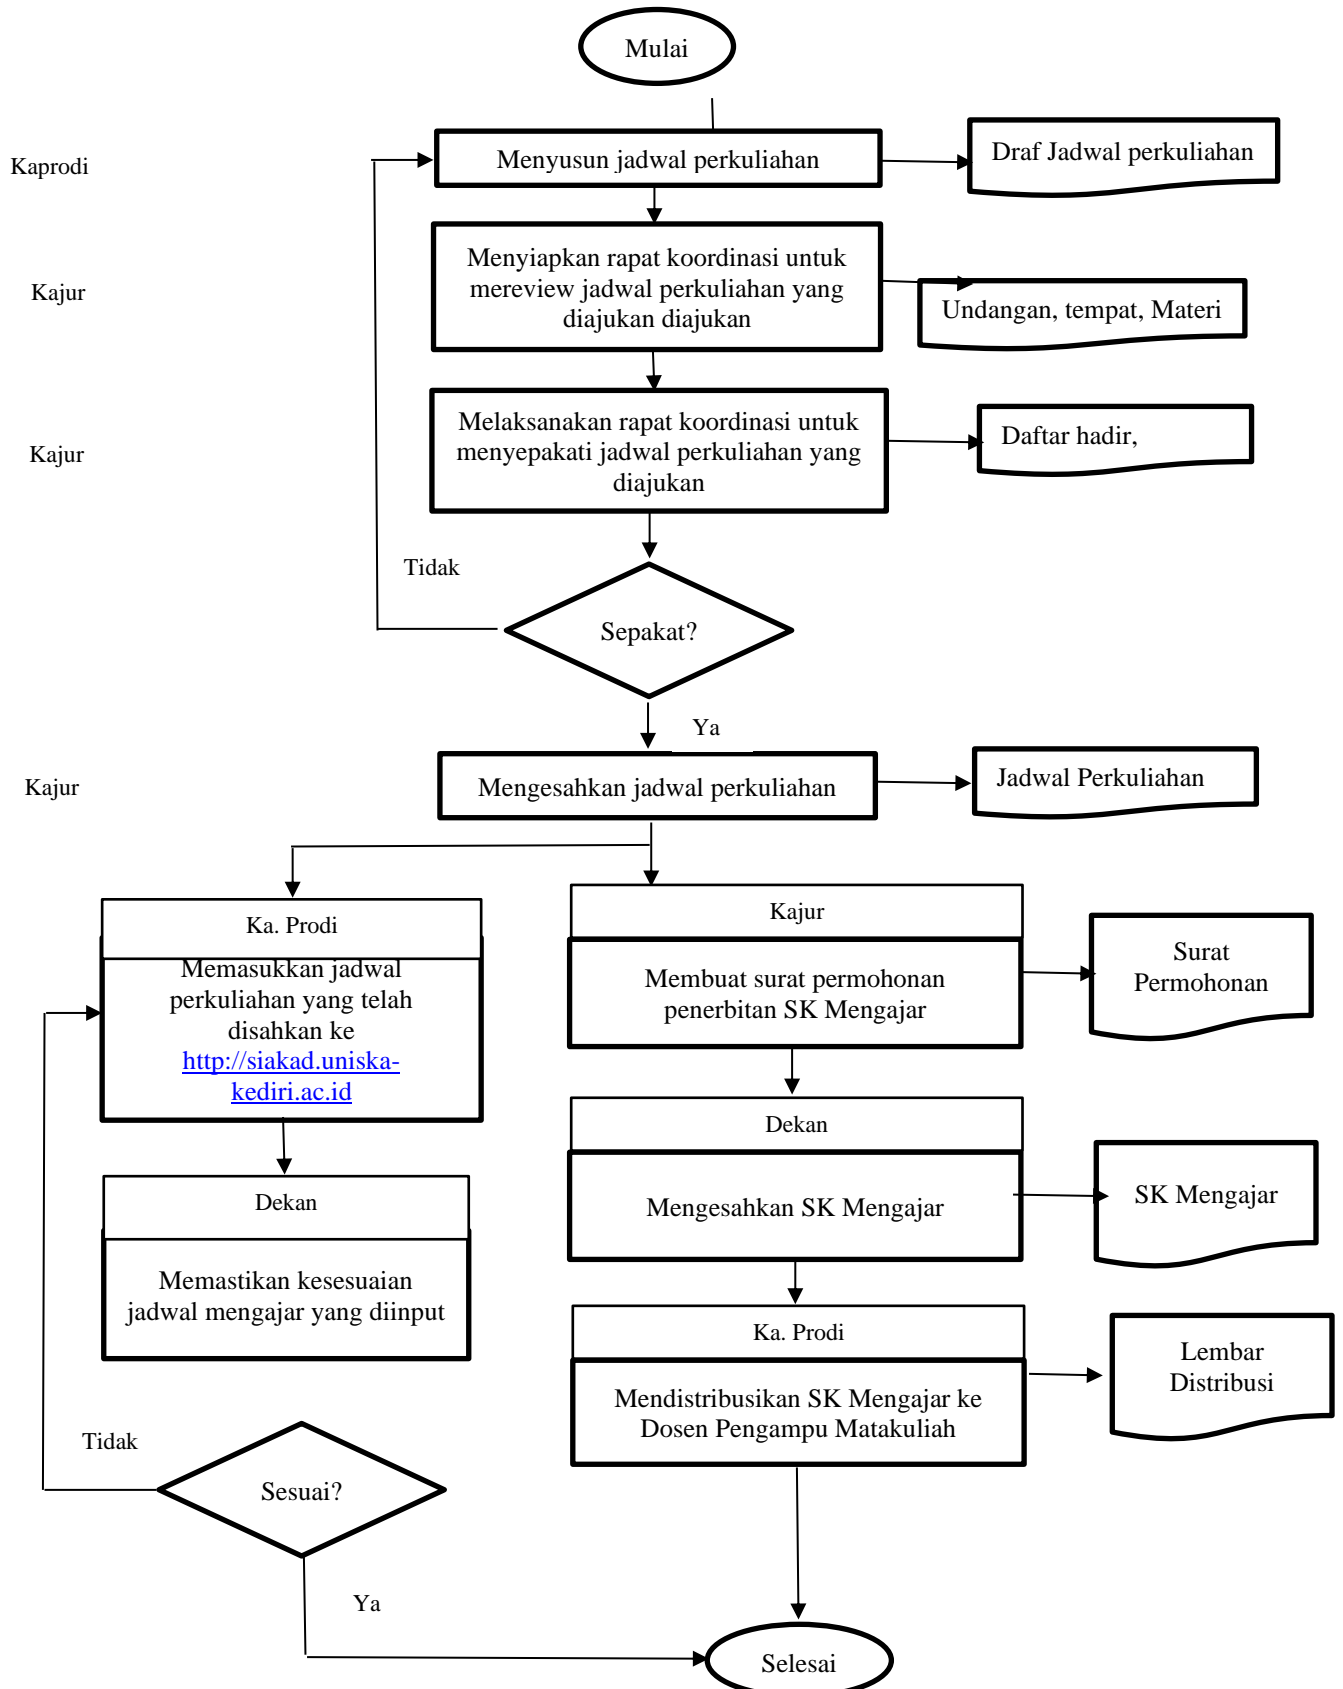 Mulai
Kaprodi
Menyusun jadwal perkuliahan
Draf Jadwal perkuliahan
Kajur
Menyiapkan rapat koordinasi untuk
mereview jadwal perkuliahan yang
diajukan diajukan
Undangan, tempat, Materi
Kajur
Melaksanakan rapat koordinasi untuk
menyepakati jadwal perkuliahan yang
diajukan
Daftar hadir,
Tidak
Sepakat?
Ya
Kajur
Mengesahkan jadwal perkuliahan
Jadwal Perkuliahan
Ka. Prodi
Memasukkan jadwal
perkuliahan yang telah
disahkan ke
http://siakad.uniska-
kediri.ac.id
Kajur
Membuat surat permohonan
penerbitan SK Mengajar
Surat
Permohonan
Dekan
Mengesahkan SK Mengajar
SK Mengajar
Dekan
Memastikan kesesuaian
jadwal mengajar yang diinput
Ka. Prodi
Mendistribusikan SK Mengajar ke
Dosen Pengampu Matakuliah
Lembar
Distribusi
Tidak
Sesuai?
Ya
Selesai